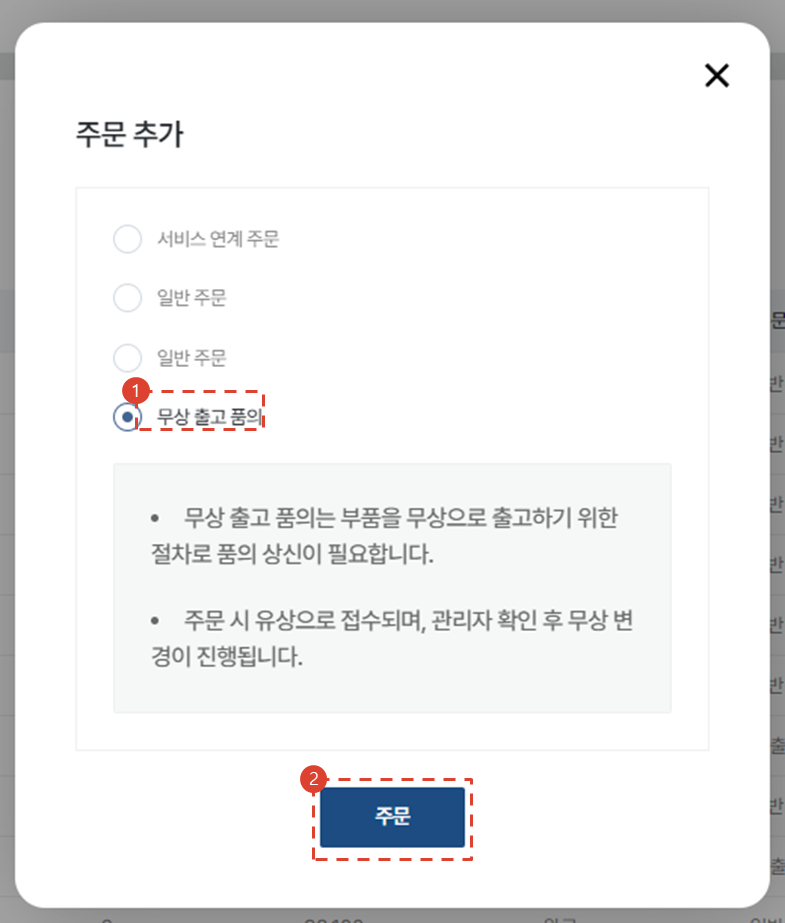 주문 추가
서비스 연계 주문
일반 주문
일반 주문
1
무상 출고 품의
• 무상 출고 품의는 부품을 무상으로 출고하기 위한
절차로 품의 상신이 필요합니다.
• 주문 시 유상으로 접수되며, 관리자 확인 후 무상 변
경이 진행됩니다.
2
주문